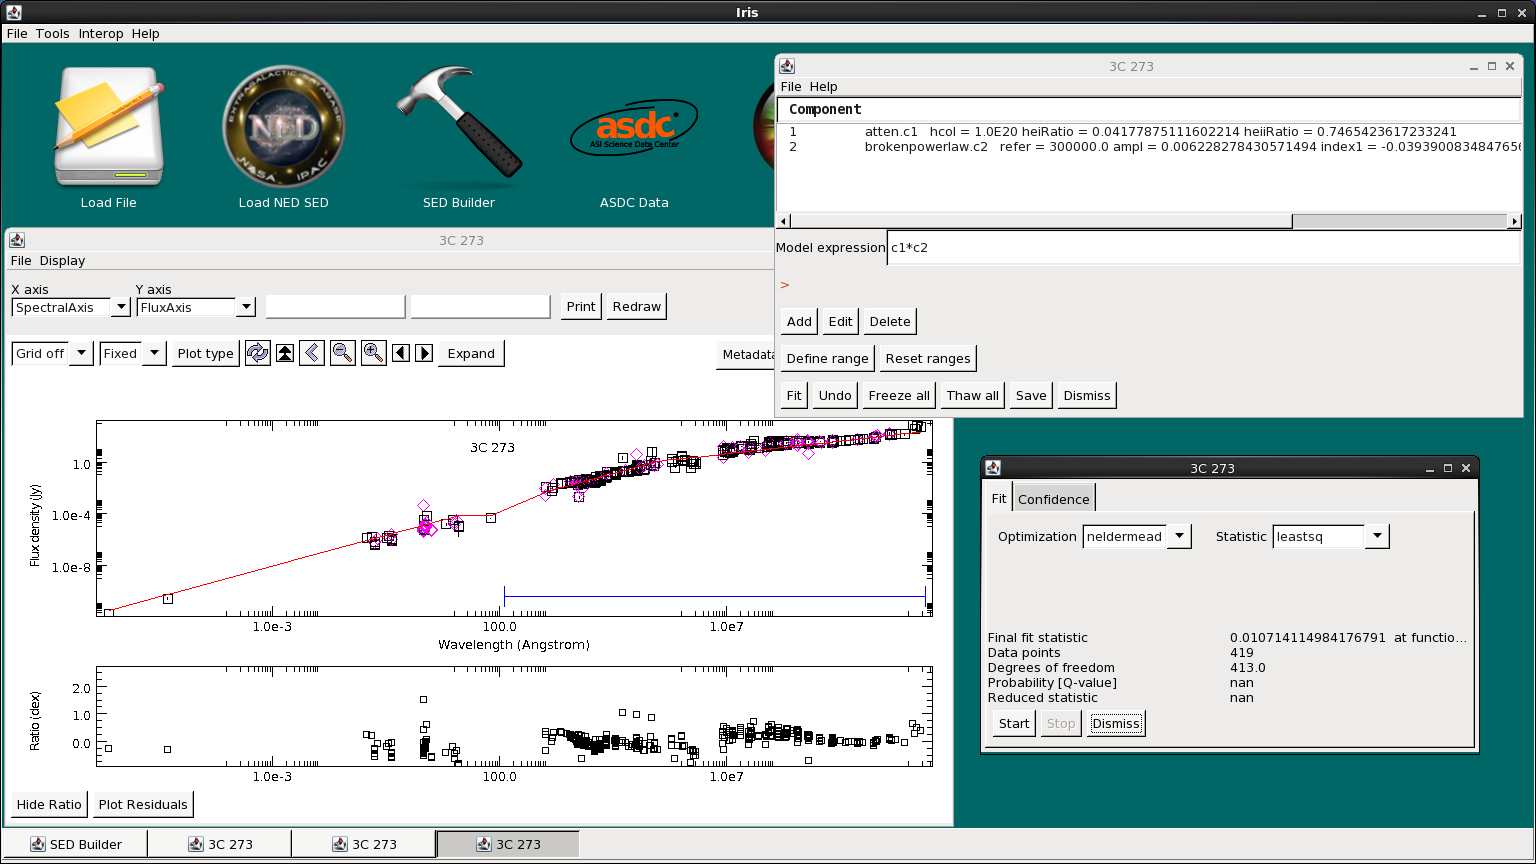 Iris
File Tools Interop Help
EXTRAGALACTIC DATABASE
NED
NASA IPAC
asdc
ASI Science Data Center
Load File
Load NED SED
SED Builder
ASDC Data
3C 273
File Help
Component
1 atten.c1 hcol = 1.0E20 heiRatio = 0.04177875111602214 heiiRatio = 0.7465423617233241
2 brokenpowerlaw.c2 refer = 300000.0 ampl = 0.006228278430571494 index1 = -0.0393900834847656
Model expression c1*c2
>
Add Edit Delete
Define range Reset ranges
Fit Undo Freeze all Thaw all Save Dismiss
3C 273
File Display
X axis Y axis
SpectralAxis FluxAxis Print Redraw
Grid off Fixed Plot type Expand Metadata
3C 273
Flux density (Jy)
1.0
1.0e-4
1.0e-8
1.0e-3 100.0 1.0e7
Wavelength (Angstrom)
Ratio (dex)
2.0
1.0
0.0
1.0e-3 100.0 1.0e7
Hide Ratio Plot Residuals
3C 273
Fit Confidence
Optimization neldermead Statistic leastsq
Final fit statistic 0.010714114984176791 at functio...
Data points 419
Degrees of freedom 413.0
Probability [Q-value] nan
Reduced statistic nan
Start Stop Dismiss
SED Builder 3C 273 3C 273 3C 273